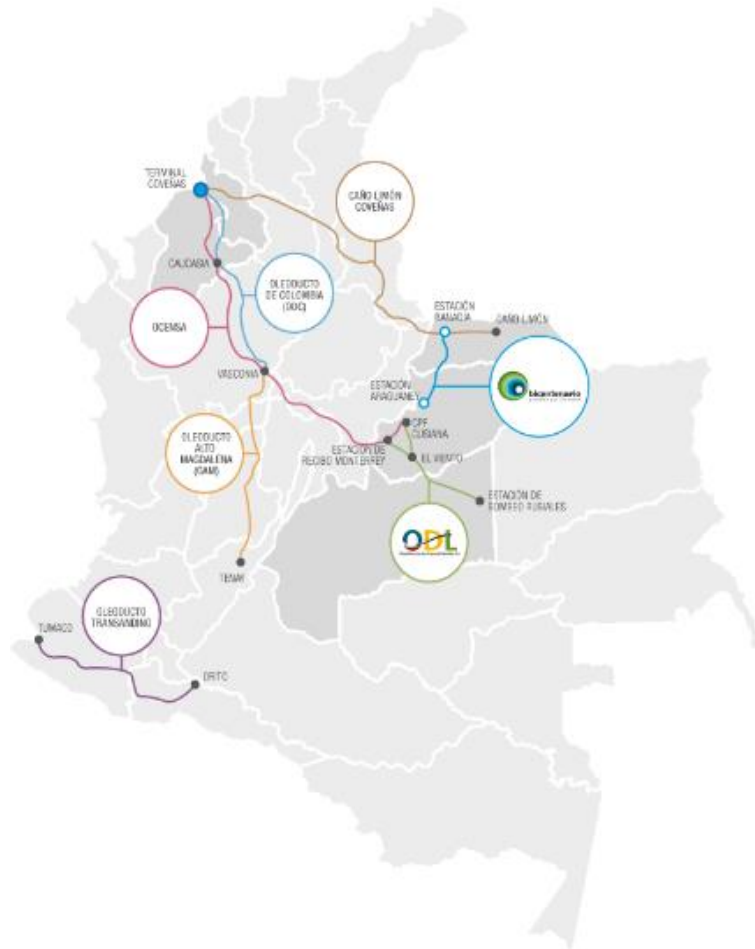 TERMINAL
COVEÑAS
CAÑO LIMÓN
COVEÑAS
CAUCASIA
OLEODUCTO
DE COLOMBIA
(ODC)
ESTACIÓN
BANADIA
CAÑO LIMÓN
OCENSA
VASCONIA
ESTACIÓN
ARAGUANEY
bicentenario
CPF
CUSIANA
OLEODUCTO
ALTO
MAGDALENA
(OAM)
ESTACIÓN DE
RECIBO MONTERREY
EL VIENTO
ESTACIÓN DE
BOMBEO RUBIALES
ODL
TENAY
OLEODUCTO
TRANSANDINO
TUMACO
ORITO